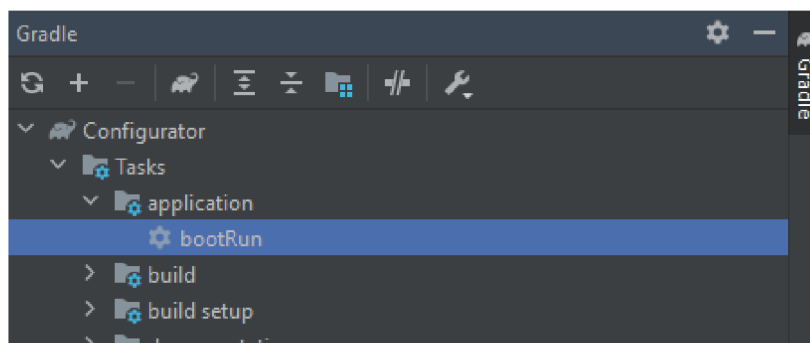 Gradle
Gradle
Configurator
Tasks
application
bootRun
build
build setup